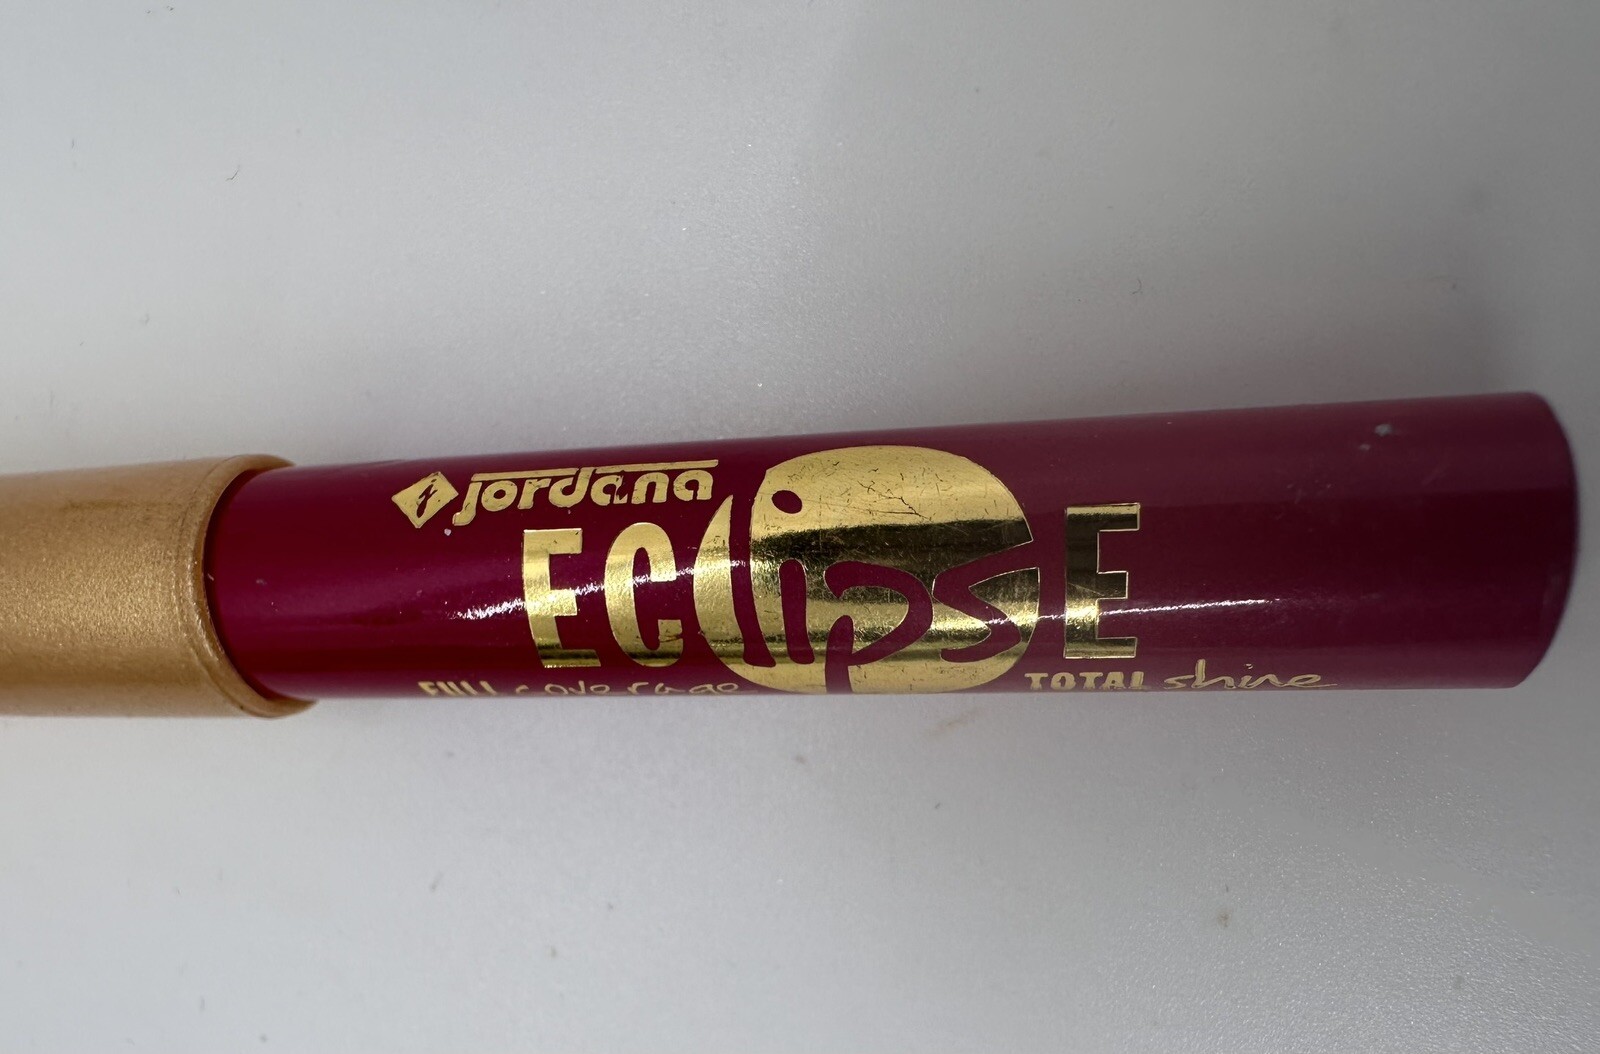 jordana
EClipsE
FULL coverage
TOTAL shine